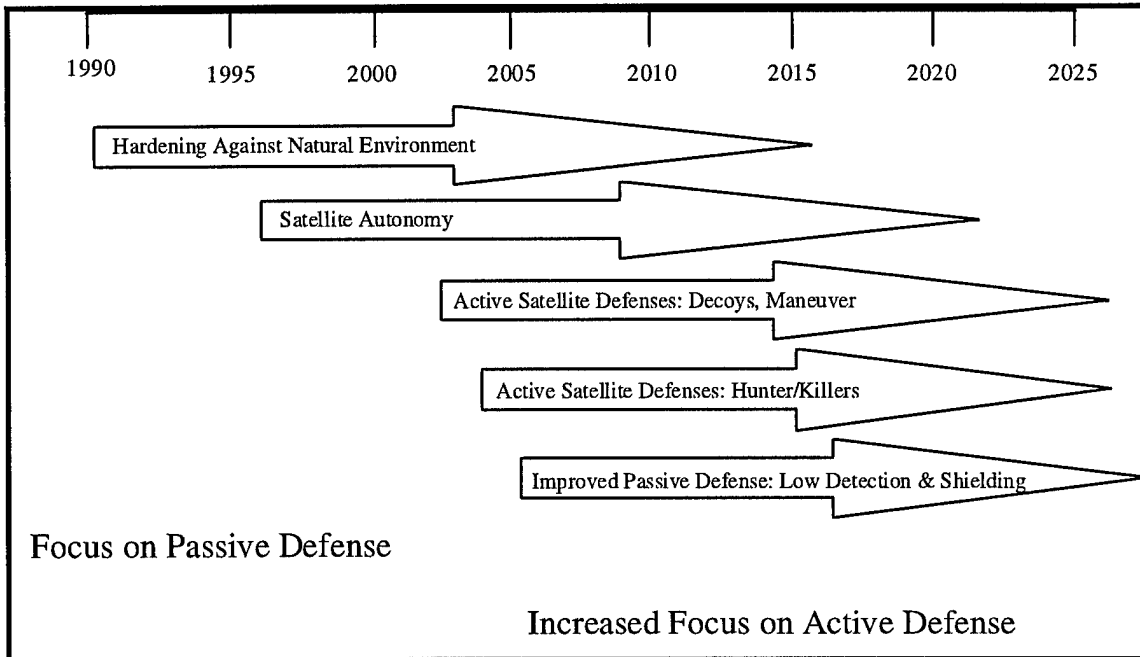 1990 1995 2000 2005 2010 2015 2020 2025
Hardening Against Natural Environment
Satellite Autonomy
Active Satellite Defenses: Decoys, Maneuver
Active Satellite Defenses: Hunter/Killers
Improved Passive Defense: Low Detection & Shielding
Focus on Passive Defense
Increased Focus on Active Defense